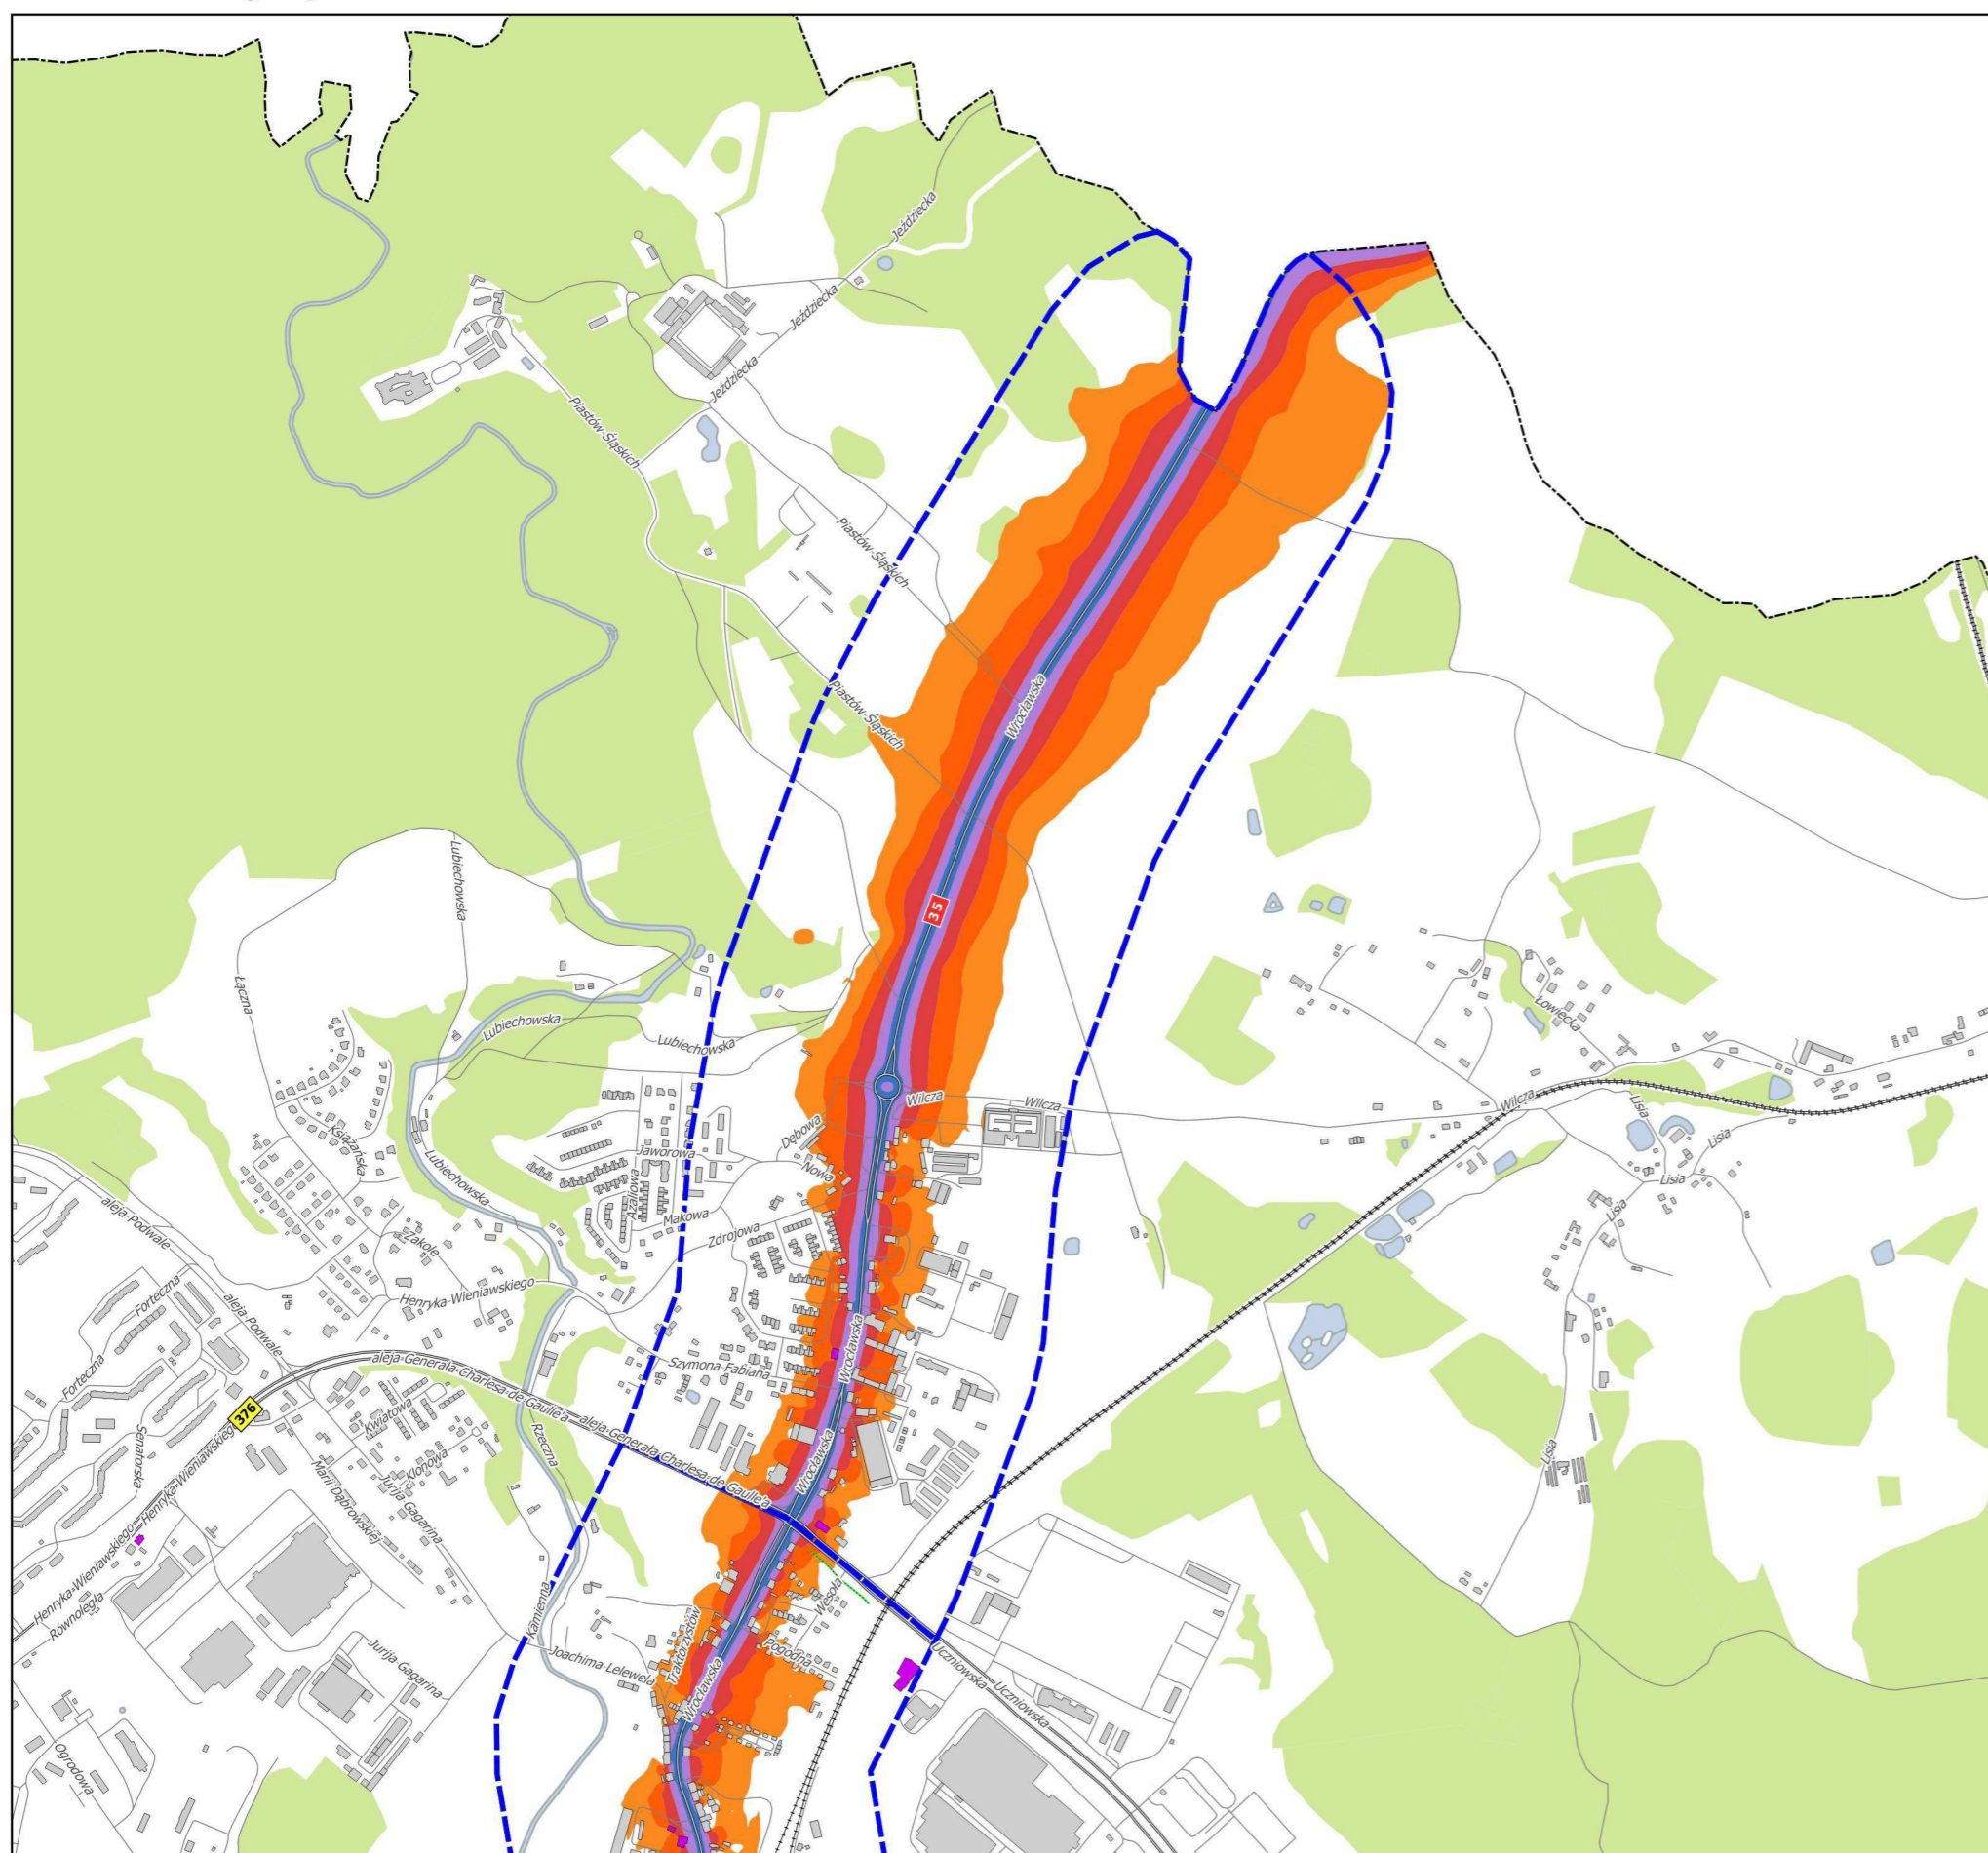 Jeździecka
Jeździecka
Jeździecka
Piastów Śląskich
Piastów Śląskich
Piastów Śląskich
Wrocławska
35
Lubiechowska
Łączna
Lubiechowska
Lubiechowska
Łowiecka
Wilcza
Wilcza
Wilcza
Lisia
Lisia
Lisia
Lisia
Dębowa
Książańska
Jaworowa
Nowa
Lubiechowska
Azaliowa
Makowa
aleja Podwale
Zdrojowa
Zakole
Henryka Wieniawskiego
Forteczna
aleja Podwale
Wrocławska
Forteczna
aleja Generała Charlesa de Gaulle'a
Szymona Fabiana
376
Kwiatowa
aleja Generała Charlesa de Gaulle'a
Senatorska
Henryka Wieniawskiego
Rzeczna
Klonowa
Wrocławska
Lisia
Marii Dąbrowskiej
Jurija Gagarina
Henryka Wieniawskiego
Równoległa
Kamienna
Wesoła
Traktorzystów
Pogodna
Joachima Lelewela
Jurija Gagarina
Wrocławska
Uczniowska
Uczniowska
Ogrodowa